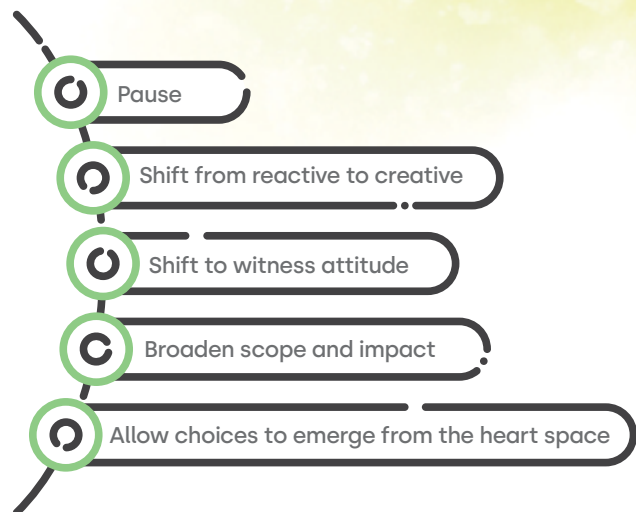 Pause
Shift from reactive to creative
Shift to witness attitude
Broaden scope and impact
Allow choices to emerge from the heart space